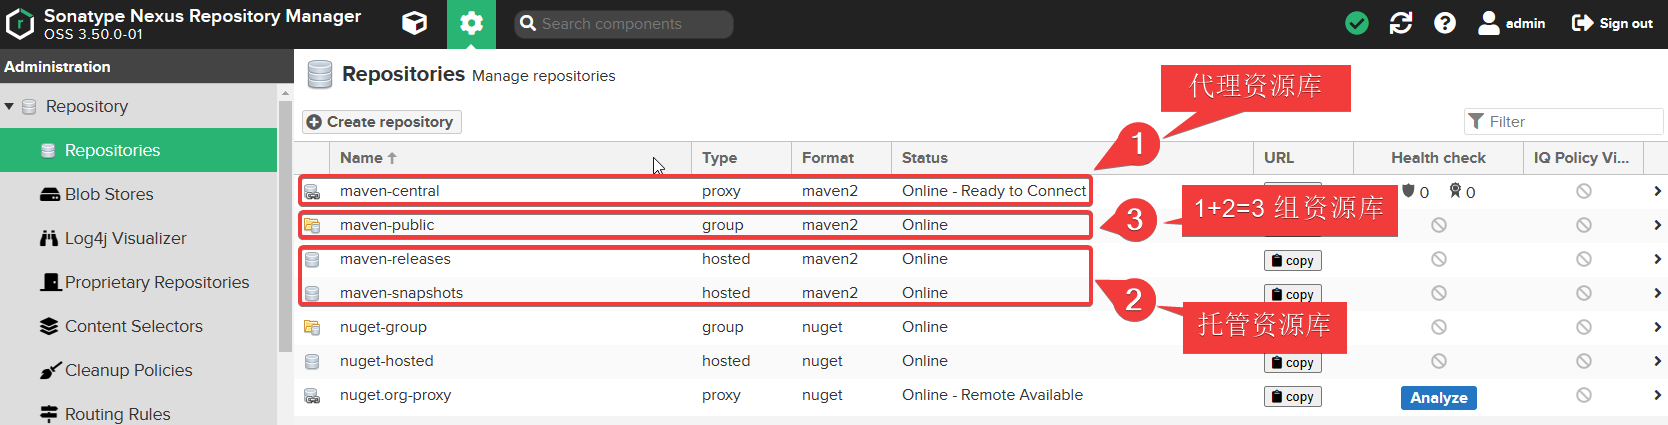 Sonatype Nexus Repository Manager
OSS 3.50.0-01
Search components
admin
Sign out
Administration
Repository
Repositories
Blob Stores
Log4j Visualizer
Proprietary Repositories
Content Selectors
Cleanup Policies
Routing Rules
Repositories Manage repositories
Create repository
Filter
Name Type Format Status URL Health check IQ Policy Vi...
maven-central proxy maven2 Online - Ready to Connect 0 0
maven-public group maven2 Online
maven-releases hosted maven2 Online copy
maven-snapshots hosted maven2 Online copy
nuget-group group nuget Online
nuget-hosted hosted nuget Online copy
nuget.org-proxy proxy nuget Online - Remote Available copy Analyze
1 代理资源库
3 1+2=3 组资源库
2 托管资源库